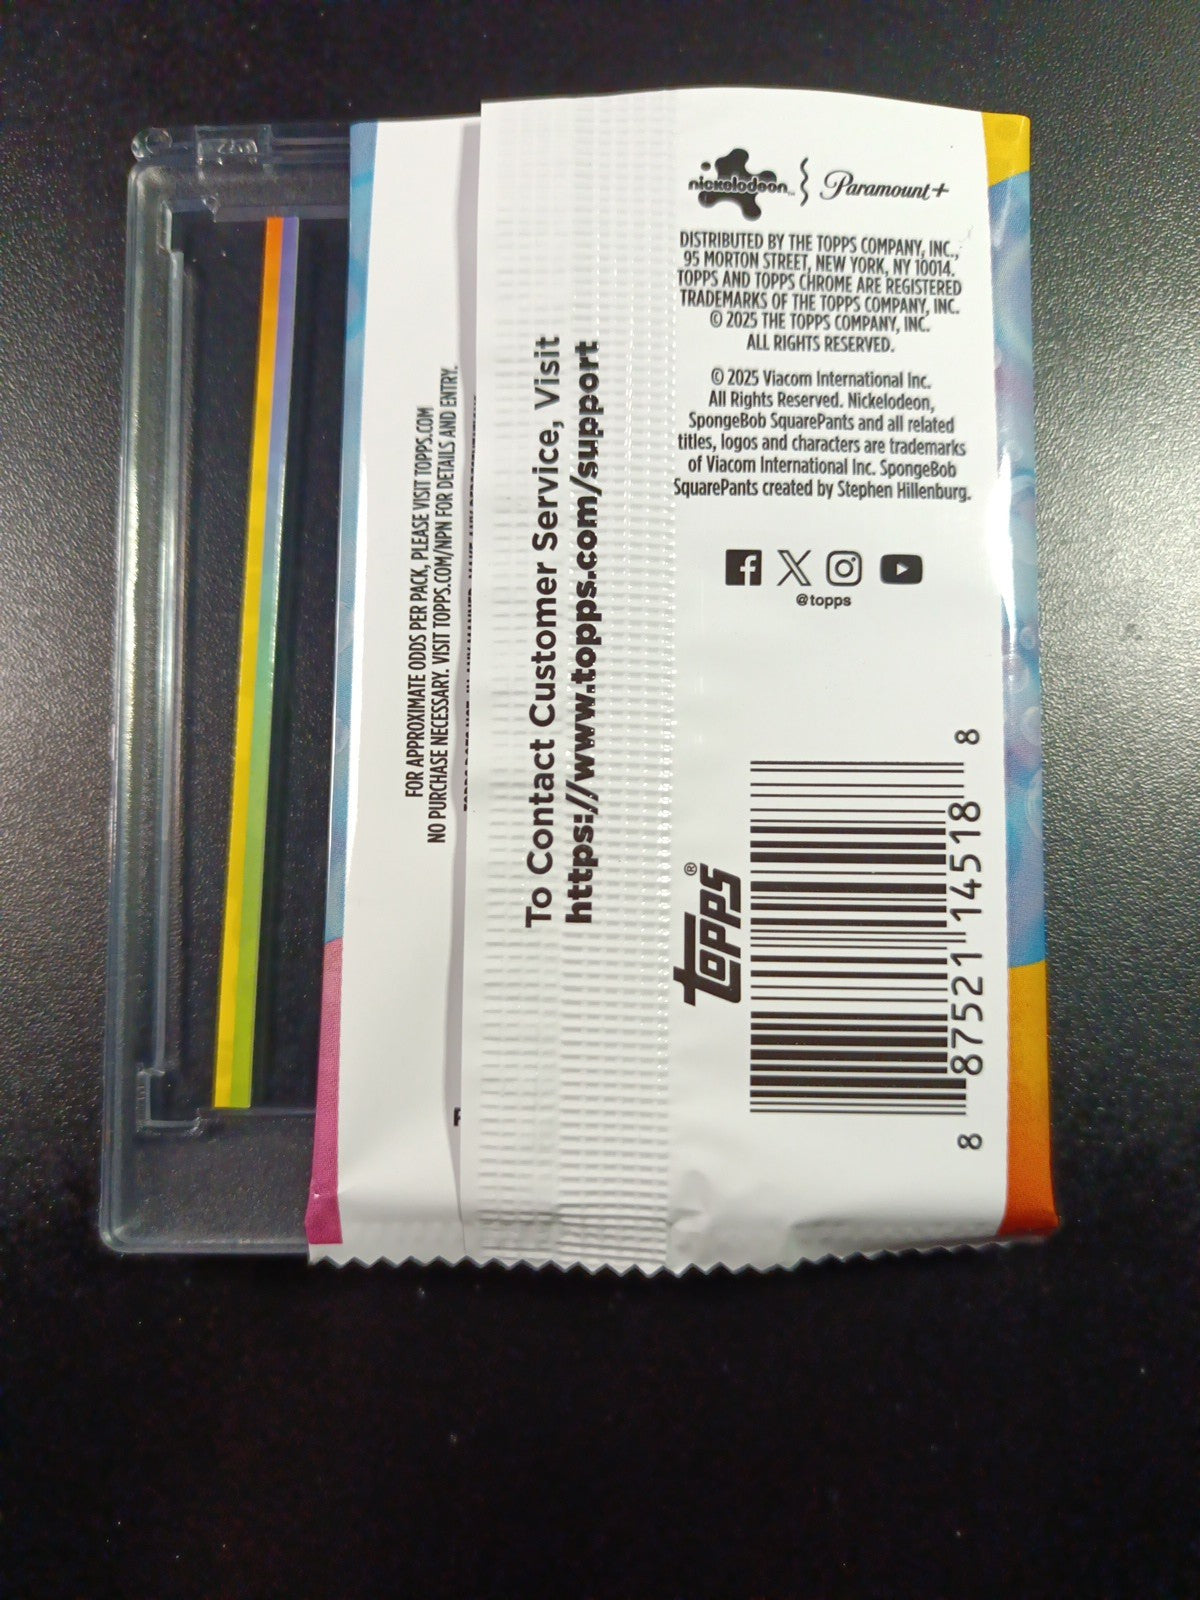 nickelodeon™ Paramount+
DISTRIBUTED BY THE TOPPS COMPANY, INC.,
95 MORTON STREET, NEW YORK, NY 10014.
TOPPS AND TOPPS CHROME ARE REGISTERED
TRADEMARKS OF THE TOPPS COMPANY, INC.
© 2025 THE TOPPS COMPANY, INC.
ALL RIGHTS RESERVED.
© 2025 Viacom International Inc.
All Rights Reserved. Nickelodeon,
SpongeBob SquarePants and all related
titles, logos and characters are trademarks
of Viacom International Inc. SpongeBob
SquarePants created by Stephen Hillenburg.
@topps
FOR APPROXIMATE ODDS PER PACK, PLEASE VISIT TOPPS.COM
NO PURCHASE NECESSARY. VISIT TOPPS.COM/NPN FOR DETAILS AND ENTRY.
To Contact Customer Service, Visit
https://www.topps.com/support
topps®
8 87521 14518 8